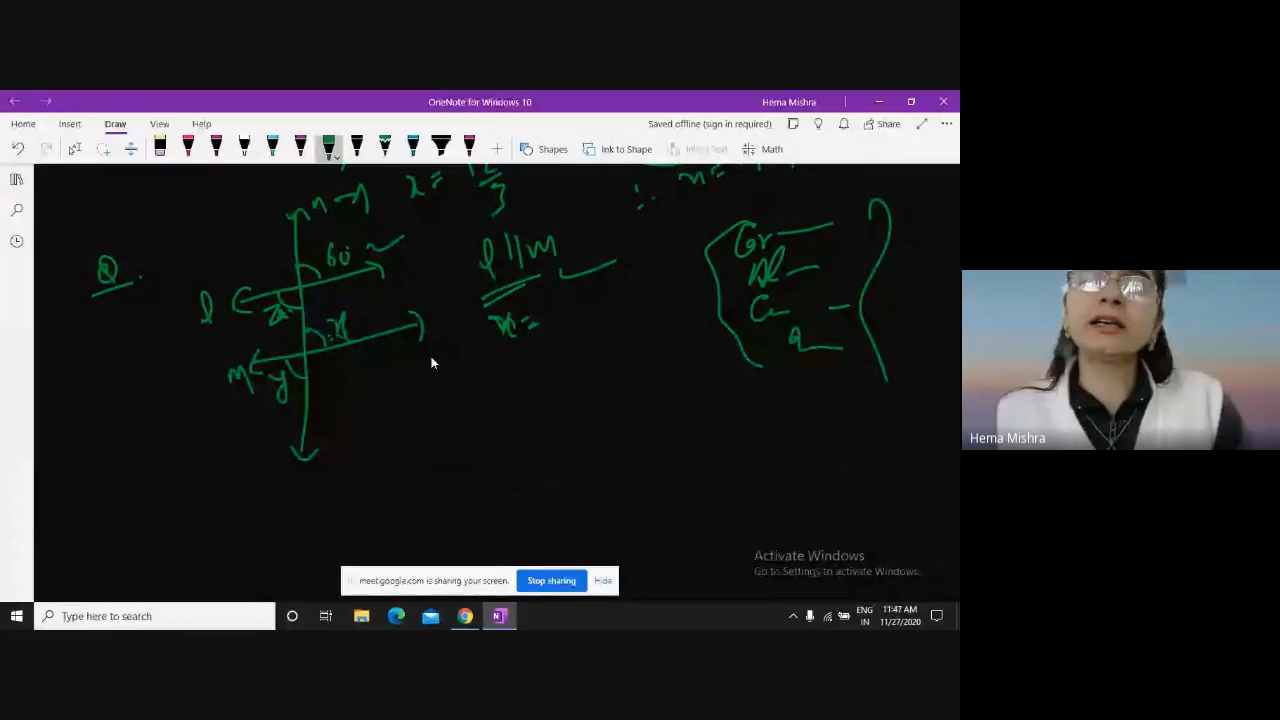 OneNote for Windows 10
Hema Mishra
Home Insert Draw View Help
Saved offline (sign in required)
Share
Shapes
Ink to Shape
Math
x = 12/3
∴ x =
Q.
60
l
x
m
y
l || m
x =
Hema Mishra
Activate Windows
Go to Settings to activate Windows.
meet.google.com is sharing your screen.
Stop sharing
Hide
Type here to search
ENG
IN
11:47 AM
11/27/2020